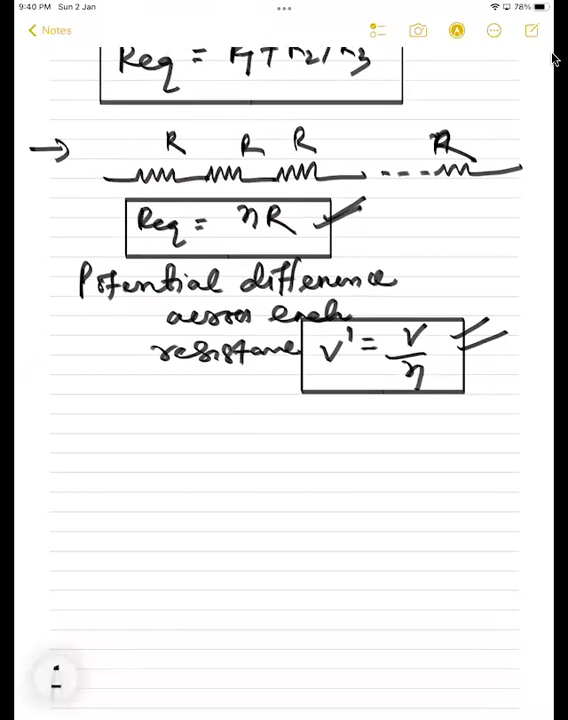 9:40 PM Sun 2 Jan
78%
Notes
Req = r1 + r2 + r3
→ R R R R
Req = nR
Potential difference
across each
resistance V' = V/n